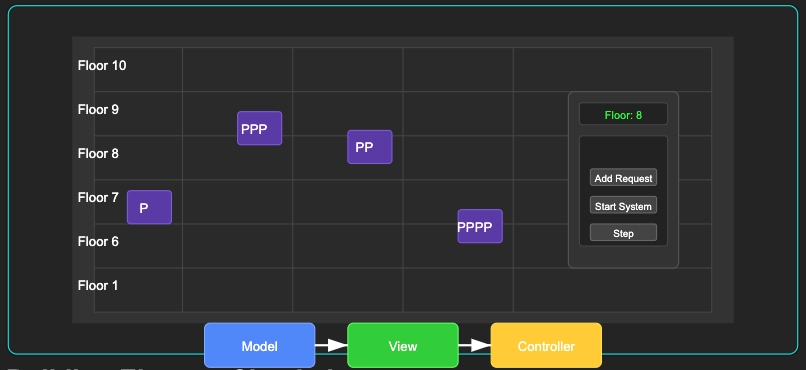 Floor 10
Floor 9
PPP
Floor: 8
PP
Floor 8
Add Request
Floor 7
P
Start System
PPPP
Step
Floor 6
Floor 1
Model
View
Controller